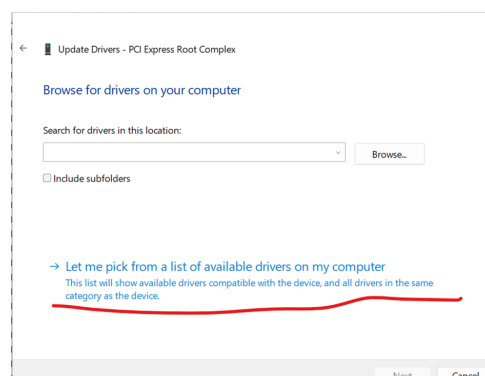 Update Drivers - PCI Express Root Complex
Browse for drivers on your computer
Search for drivers in this location:
Browse...
Include subfolders
Let me pick from a list of available drivers on my computer
This list will show available drivers compatible with the device, and all drivers in the same
category as the device.
Next Cancel